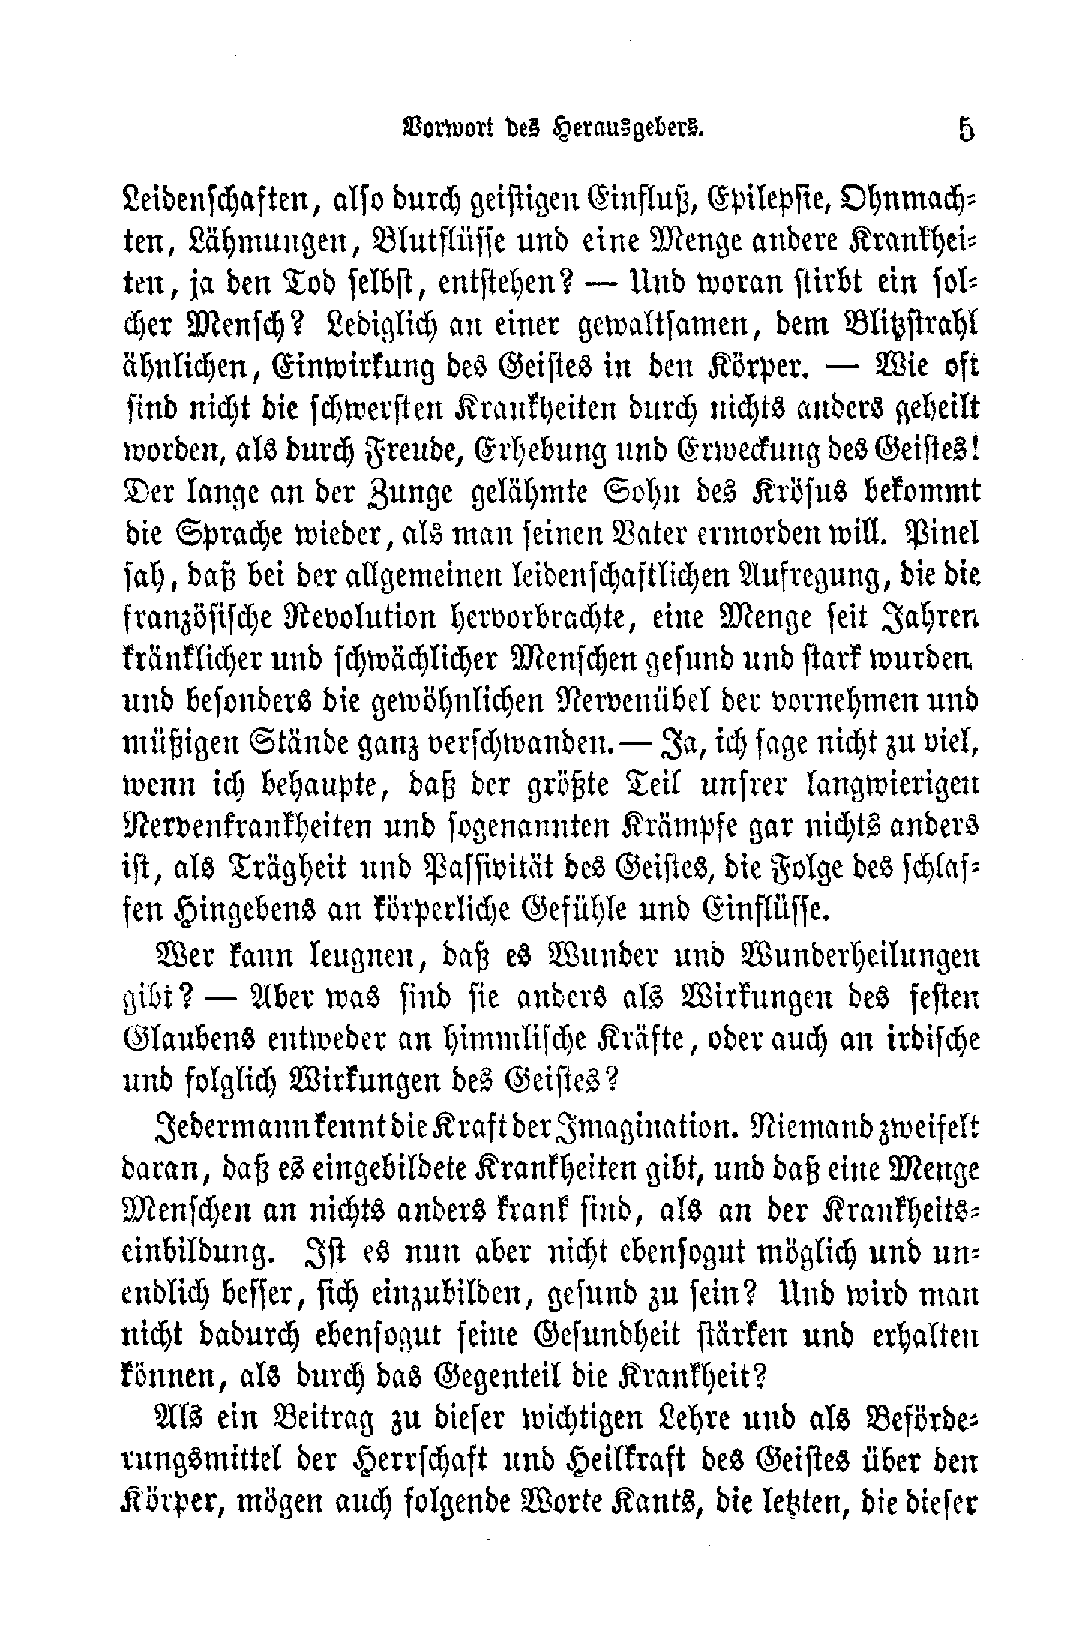 Vorwort des Herausgebers. 5
Leidenschaften, also durch geistigen Einfluß, Epilepsie, Ohnmach-
ten, Lähmungen, Blutflüsse und eine Menge andere Krankhei-
ten, ja den Tod selbst, entstehen? — Und woran stirbt ein sol-
cher Mensch? Lediglich an einer gewaltsamen, dem Blitzstrahl
ähnlichen, Einwirkung des Geistes in den Körper. — Wie oft
sind nicht die schwersten Krankheiten durch nichts anders geheilt
worden, als durch Freude, Erhebung und Erweckung des Geistes!
Der lange an der Zunge gelähmte Sohn des Krösus bekommt
die Sprache wieder, als man seinen Vater ermorden will. Pinel
sah, daß bei der allgemeinen leidenschaftlichen Aufregung, die die
französische Revolution hervorbrachte, eine Menge seit Jahren
kränklicher und schwächlicher Menschen gesund und stark wurden
und besonders die gewöhnlichen Nervenübel der vornehmen und
müßigen Stände ganz verschwanden. — Ja, ich sage nicht zu viel,
wenn ich behaupte, daß der größte Teil unsrer langwierigen
Nervenkrankheiten und sogenannten Krämpfe gar nichts anders
ist, als Trägheit und Passivität des Geistes, die Folge des schlaf-
fen Hingebens an körperliche Gefühle und Einflüsse.
Wer kann leugnen, daß es Wunder und Wunderheilungen
gibt? — Aber was sind sie anders als Wirkungen des festen
Glaubens entweder an himmlische Kräfte, oder auch an irdische
und folglich Wirkungen des Geistes?
Jedermann kennt die Kraft der Imagination. Niemand zweifelt
daran, daß es eingebildete Krankheiten gibt, und daß eine Menge
Menschen an nichts anders krank sind, als an der Krankheits-
einbildung. Ist es nun aber nicht ebensogut möglich und un-
endlich besser, sich einzubilden, gesund zu sein? Und wird man
nicht dadurch ebensogut seine Gesundheit stärken und erhalten
können, als durch das Gegenteil die Krankheit?
Als ein Beitrag zu dieser wichtigen Lehre und als Beförde-
rungsmittel der Herrschaft und Heilkraft des Geistes über den
Körper, mögen auch folgende Worte Kants, die letzten, die dieser